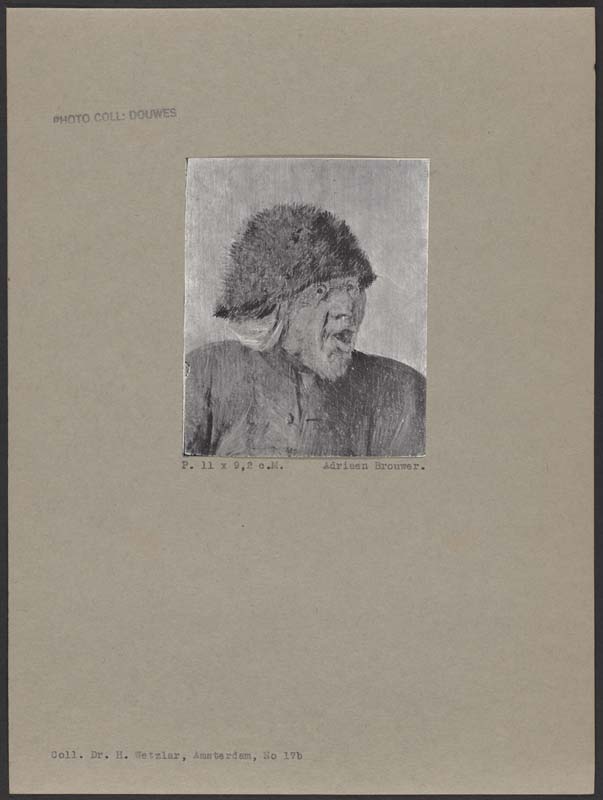 PHOTO COLL: DOUWES
P. 11 x 9,2 c.M. Adriaen Brouwer.
Coll. Dr. H. Wetzlar, Amsterdam, No 17b